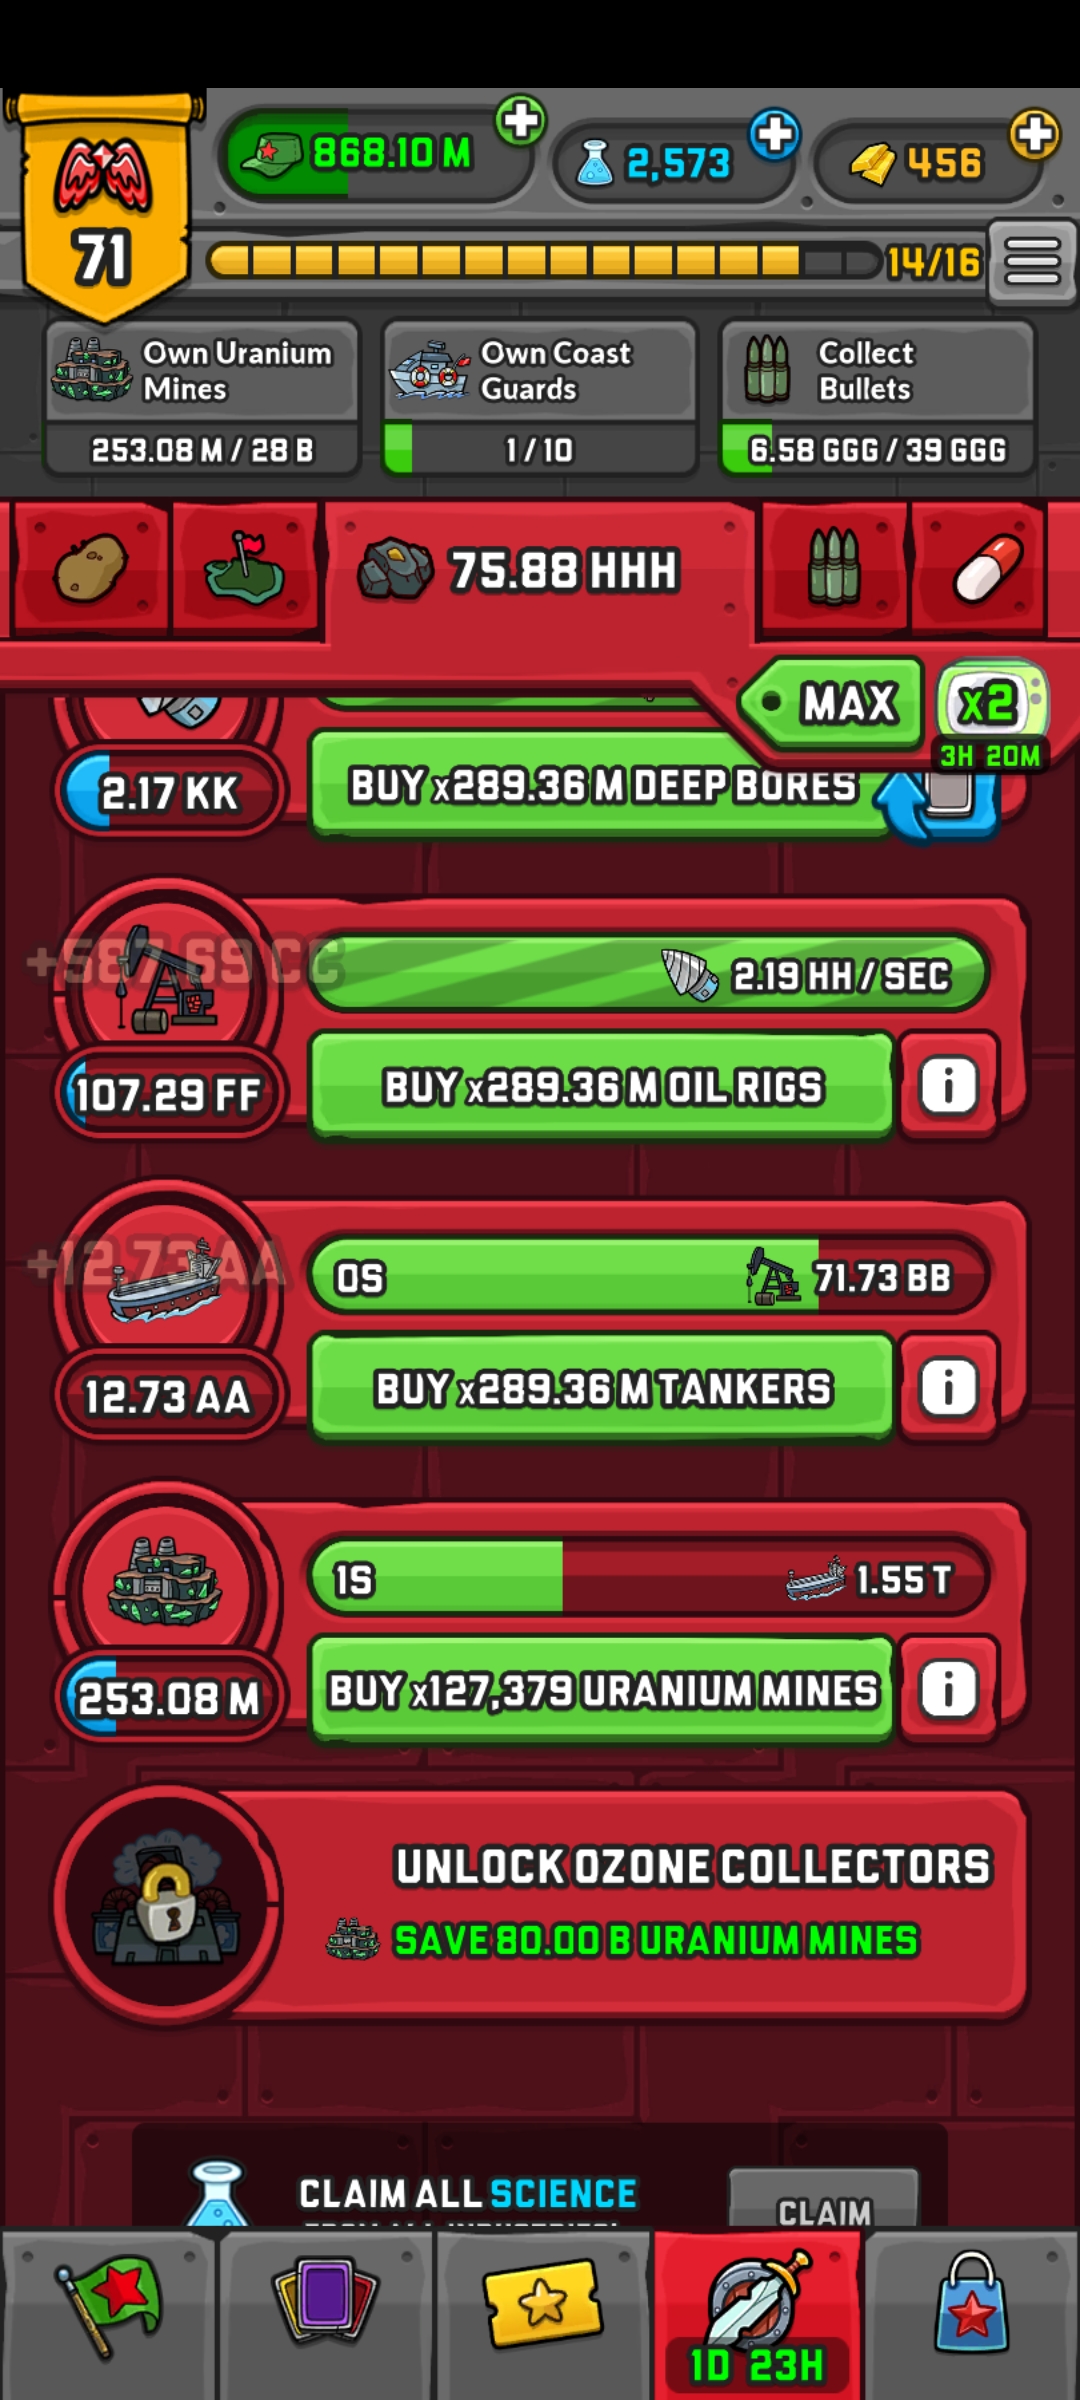 868.10 M
2,573
456
71
14/16
Own Uranium
Mines
253.08 M / 28 B
Own Coast
Guards
1 / 10
Collect
Bullets
6.58 GGG / 39 GGG
75.88 HHH
MAX
x2
3H 20M
2.17 KK
BUY x289.36 M DEEP BORES
+587.69 CC
2.19 HH / SEC
107.29 FF
BUY x289.36 M OIL RIGS
i
+12.73 AA
0S
71.73 BB
12.73 AA
BUY x289.36 M TANKERS
i
1S
1.55 T
253.08 M
BUY x127,379 URANIUM MINES
i
UNLOCK OZONE COLLECTORS
SAVE 80.00 B URANIUM MINES
CLAIM ALL SCIENCE
CLAIM
1D 23H